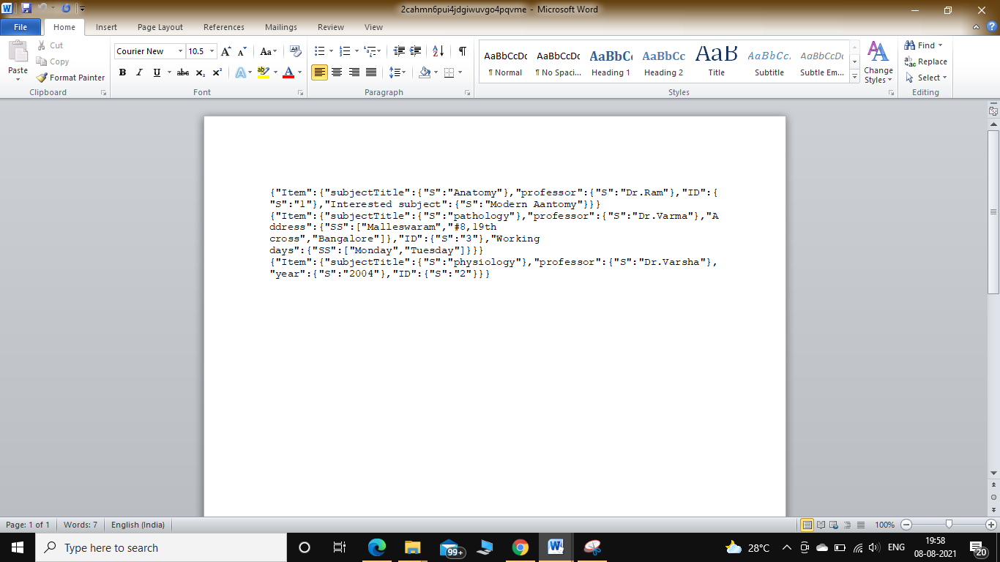 2cahmn6pui4jdgiwuvgo4pqvme - Microsoft Word
File Home Insert Page Layout References Mailings Review View
Paste
Cut
Copy
Format Painter
Clipboard
Courier New 10.5
Font
Paragraph
AaBbCcDc AaBbCcDc AaBbC AaBbCc AaB AaBbCc. AaBbCcDc
¶ Normal ¶ No Spaci... Heading 1 Heading 2 Title Subtitle Subtle Em...
Change
Styles
Styles
Find
Replace
Select
Editing
{"Item":{"subjectTitle":{"S":"Anatomy"},"professor":{"S":"Dr.Ram"},"ID":{
"S":"1"},"Interested subject":{"S":"Modern Aantomy"}}}
{"Item":{"subjectTitle":{"S":"pathology"},"professor":{"S":"Dr.Varma"},"A
ddress":{"SS":["Malleswaram","#8,19th
cross","Bangalore"]},"ID":{"S":"3"},"Working
days":{"SS":["Monday","Tuesday"]}}}
{"Item":{"subjectTitle":{"S":"physiology"},"professor":{"S":"Dr.Varsha"},
"year":{"S":"2004"},"ID":{"S":"2"}}}
Page: 1 of 1 Words: 7 English (India) 100%
Type here to search
99+
28°C
ENG
19:58
08-08-2021
20